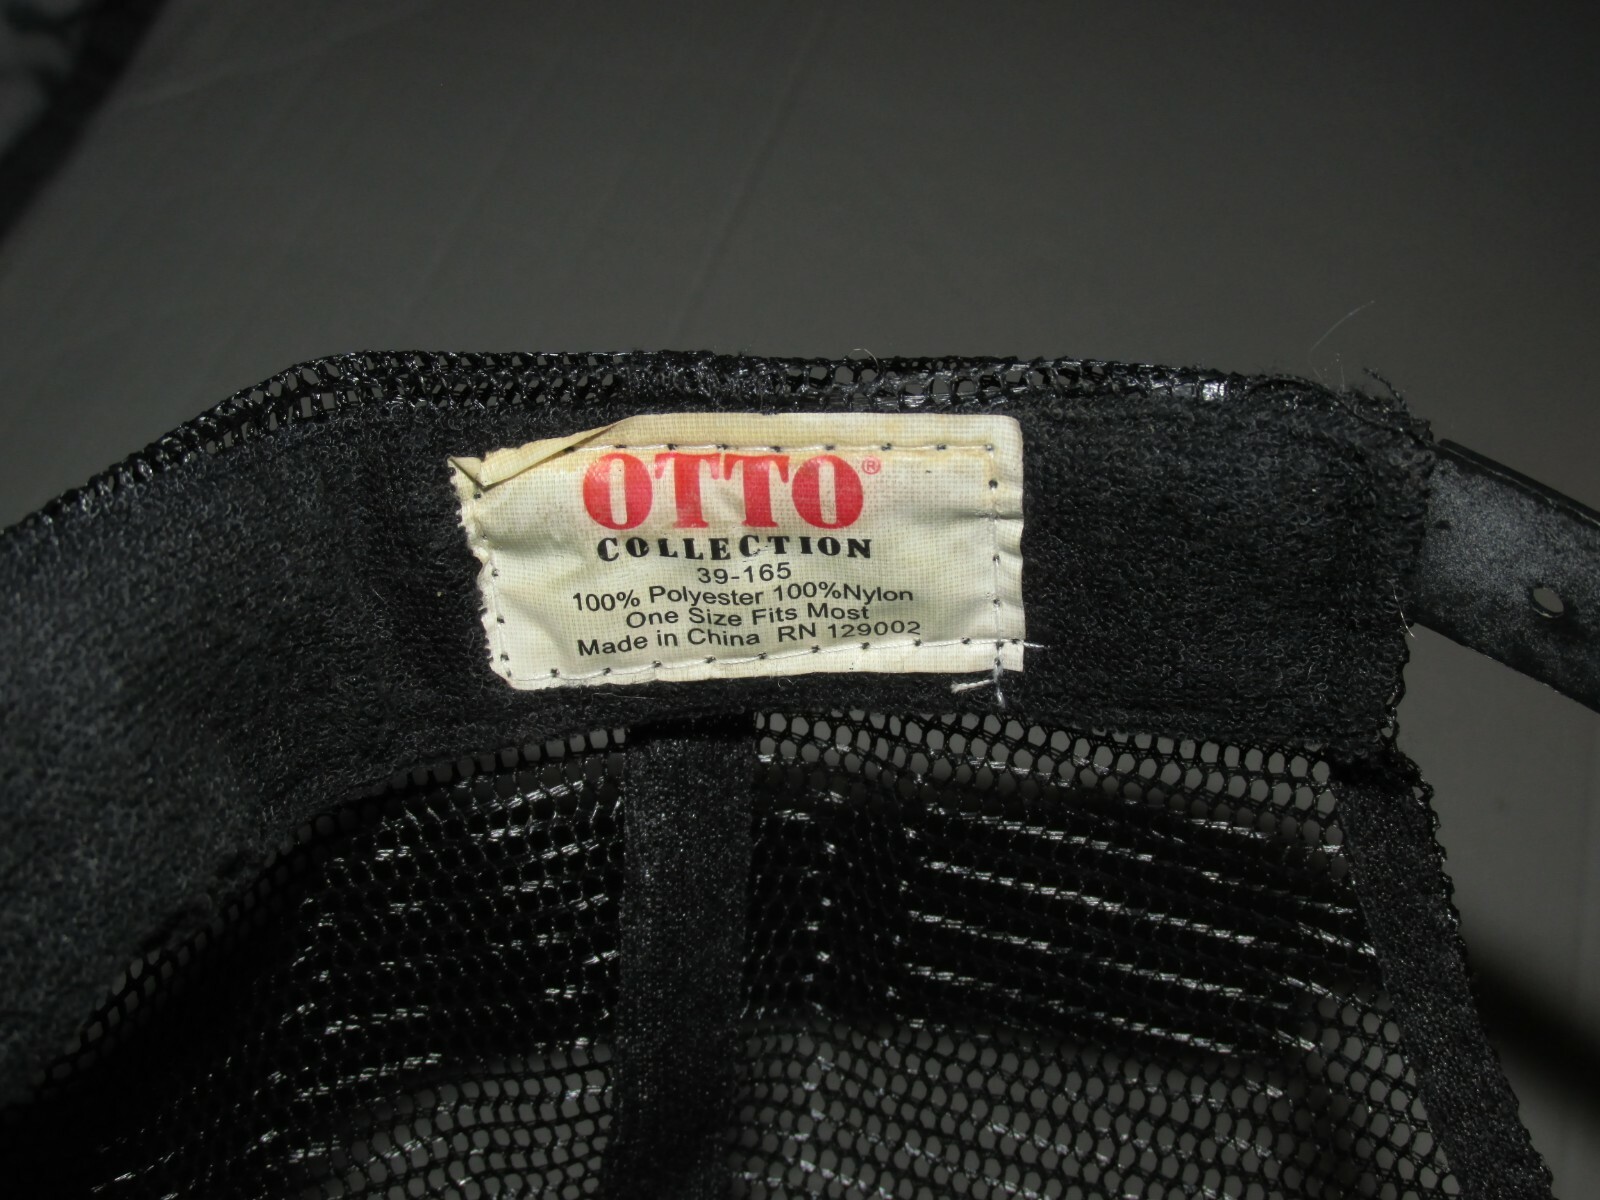 OTTO®
COLLECTION
39-165
100% Polyester 100%Nylon
One Size Fits Most
Made in China RN 129002